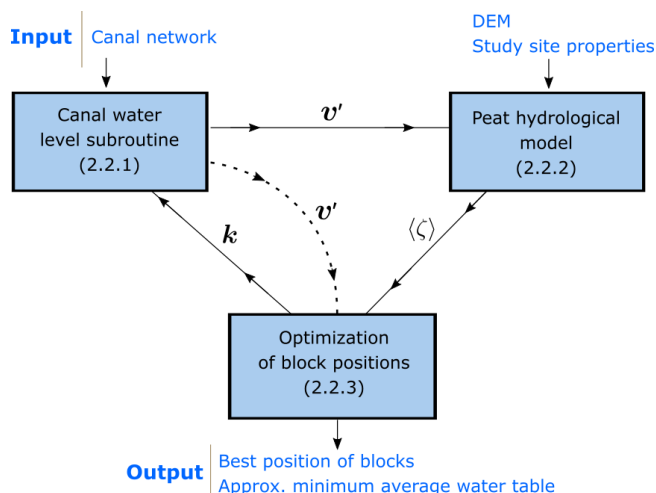 Input
Canal network
DEM
Study site properties
Canal water
level subroutine
(2.2.1)
v′
Peat hydrological
model
(2.2.2)
v′
k
⟨ζ⟩
Optimization
of block positions
(2.2.3)
Output
Best position of blocks
Approx. minimum average water table